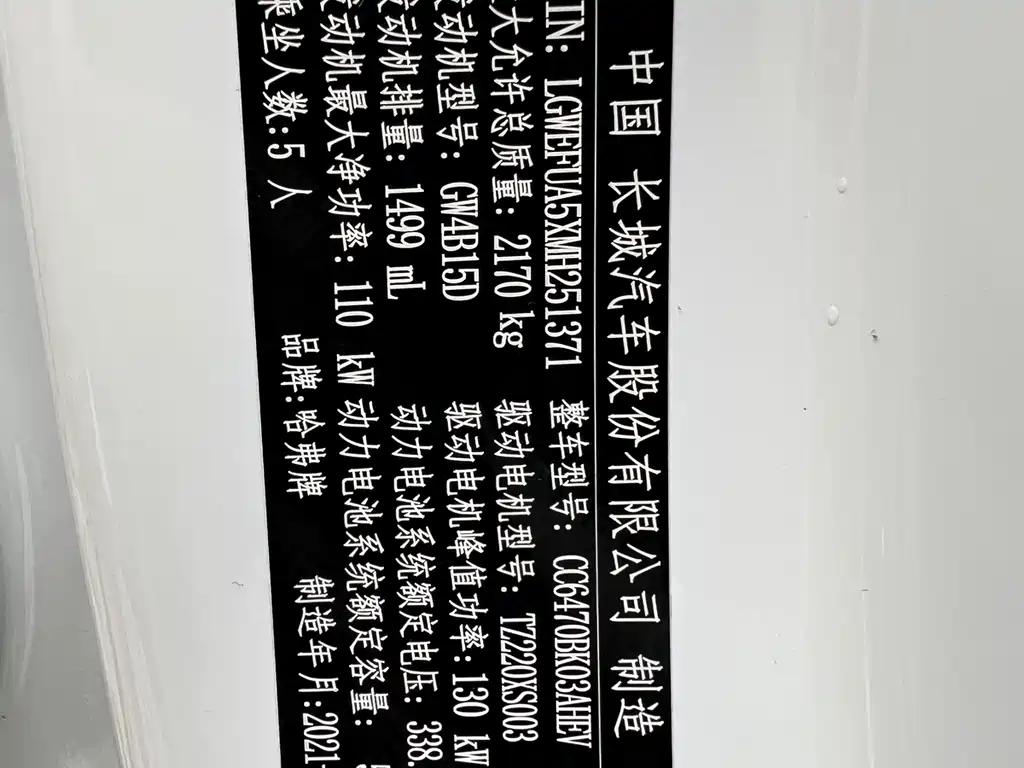 中国 长城汽车股份有限公司 制造
IN: LGWEFUA5XMH251371 整车型号: CC6470BK03AHEV
大允许总质量: 2170 kg 驱动电机型号: TZ220XS003
发动机型号: GW4B15D 驱动电机峰值功率:130 kW
发动机排量: 1499 mL 动力电池系统额定电压: 338.
发动机最大净功率: 110 kW 动力电池系统额定容量:
乘坐人数:5 人 品牌:哈弗牌 制造年月:2021-